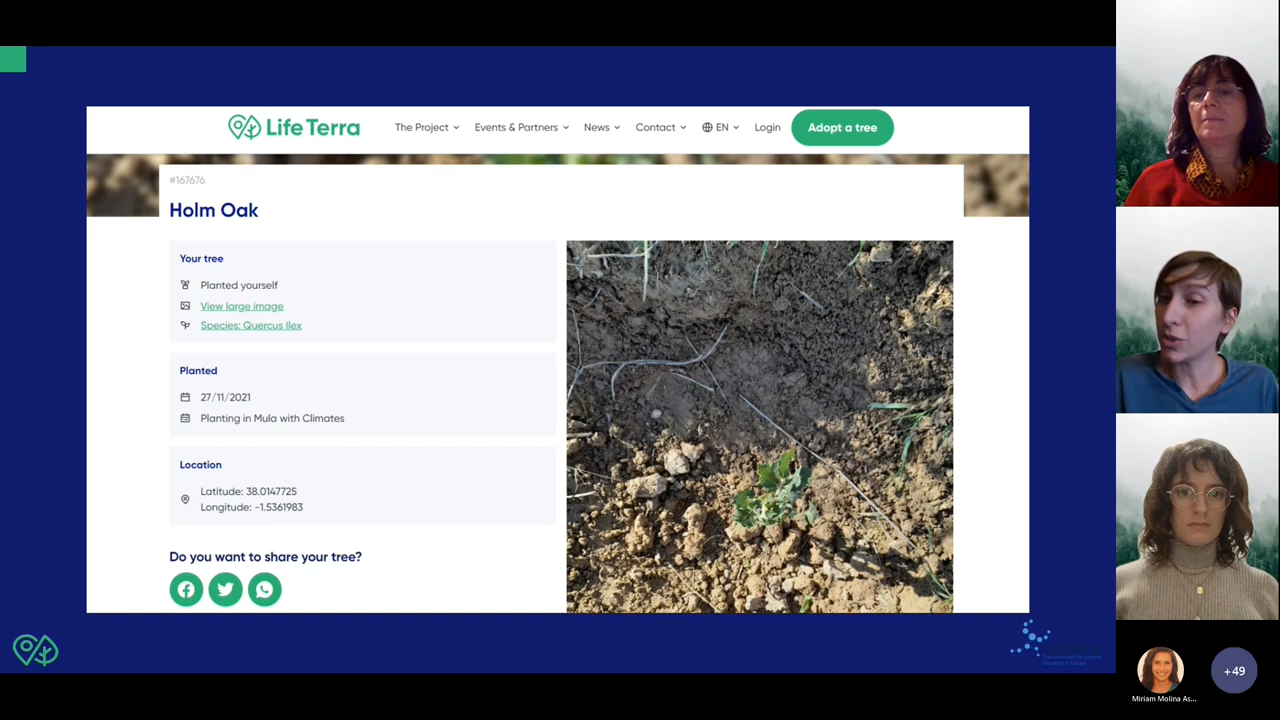 Life Terra
The Project
Events & Partners
News
Contact
EN
Login
Adopt a tree
#167676
Holm Oak
Your tree
Planted yourself
View large image
Species: Quercus Ilex
Planted
27/11/2021
Planting in Mula with Climates
Location
Latitude: 38.0147725
Longitude: -1.5361983
Do you want to share your tree?
Miriam Molina As...
+49